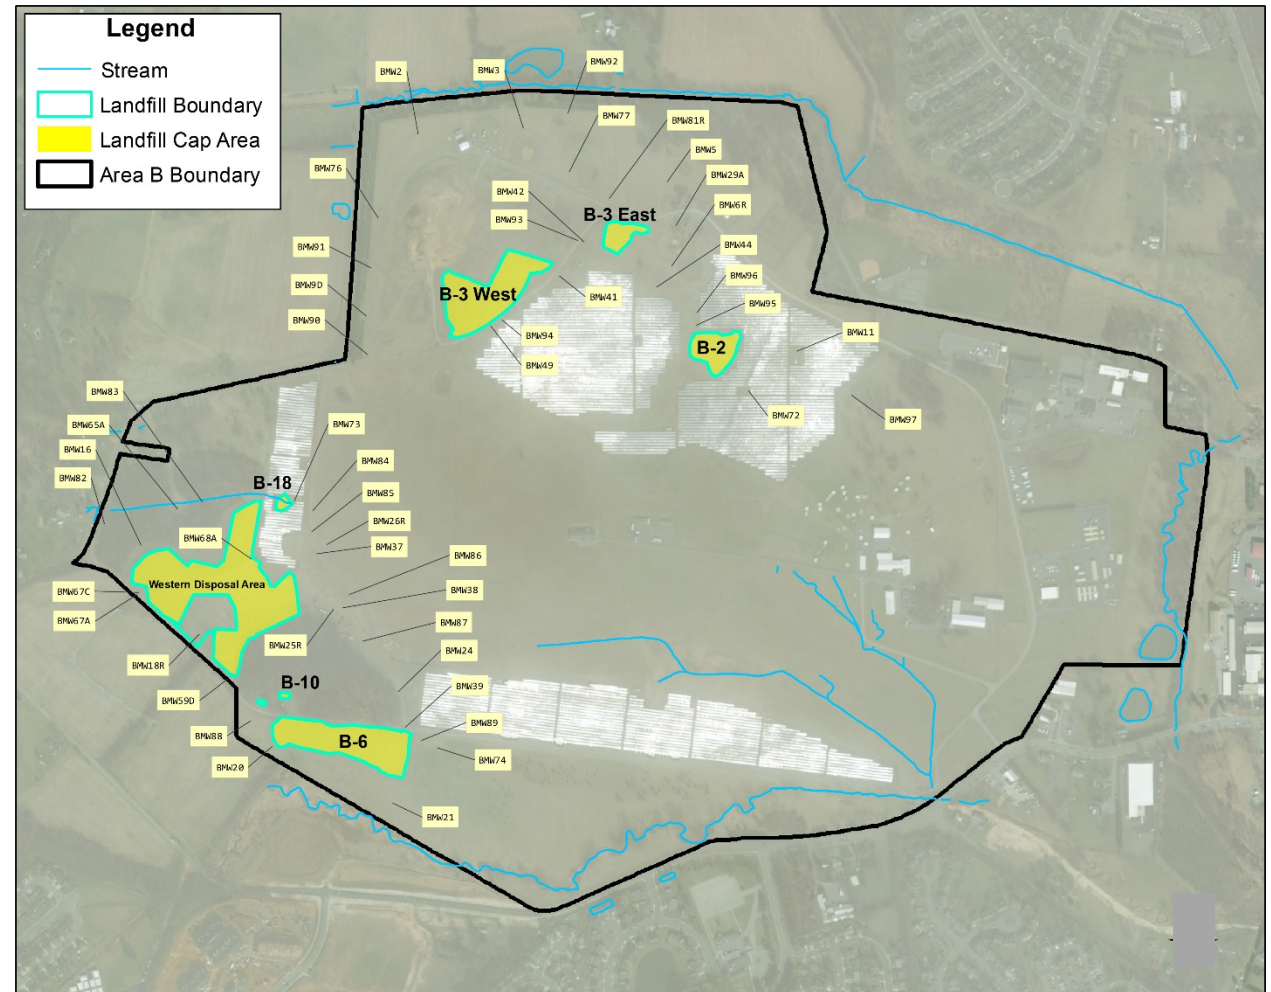 Legend
Stream
Landfill Boundary
Landfill Cap Area
Area B Boundary
BMW2
BMW3
BMW92
BMW77
BMW81R
BMW5
BMW76
BMW29A
BMW42
BMW6R
BMW93
B-3 East
BMW91
BMW44
BMW96
BMW9D
B-3 West
BMW41
BMW95
BMW90
BMW94
BMW11
B-2
BMW49
BMW83
BMW72
BMW97
BMW65A
BMW73
BMW16
BMW84
BMW82
B-18
BMW85
BMW26R
BMW68A
BMW37
BMW86
Western Disposal Area
BMW67C
BMW38
BMW67A
BMW87
BMW25R
BMW24
BMW18R
B-10
BMW39
BMW59D
BMW89
BMW88
B-6
BMW74
BMW20
BMW21